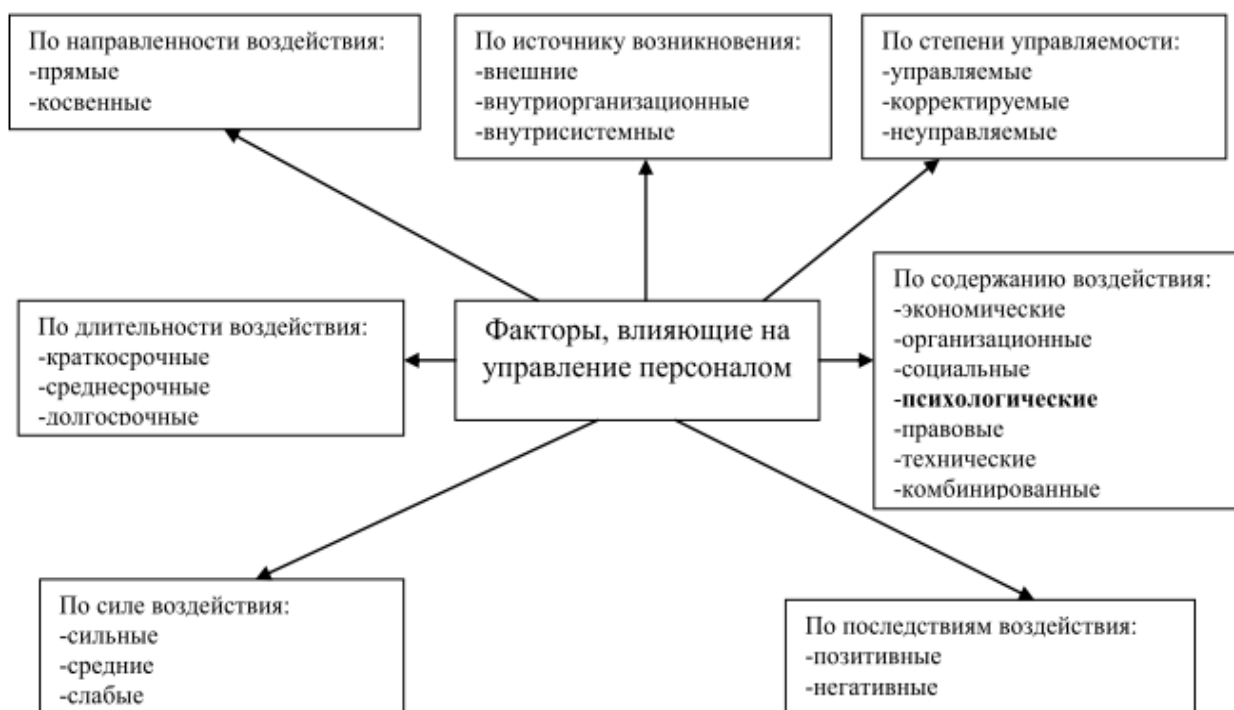 По направленности воздействия:
-прямые
-косвенные
По источнику возникновения:
-внешние
-внутриорганизационные
-внутрисистемные
По степени управляемости:
-управляемые
-корректируемые
-неуправляемые
По длительности воздействия:
-краткосрочные
-среднесрочные
-долгосрочные
Факторы, влияющие на
управление персоналом
По содержанию воздействия:
-экономические
-организационные
-социальные
-психологические
-правовые
-технические
-комбинированные
По силе воздействия:
-сильные
-средние
-слабые
По последствиям воздействия:
-позитивные
-негативные